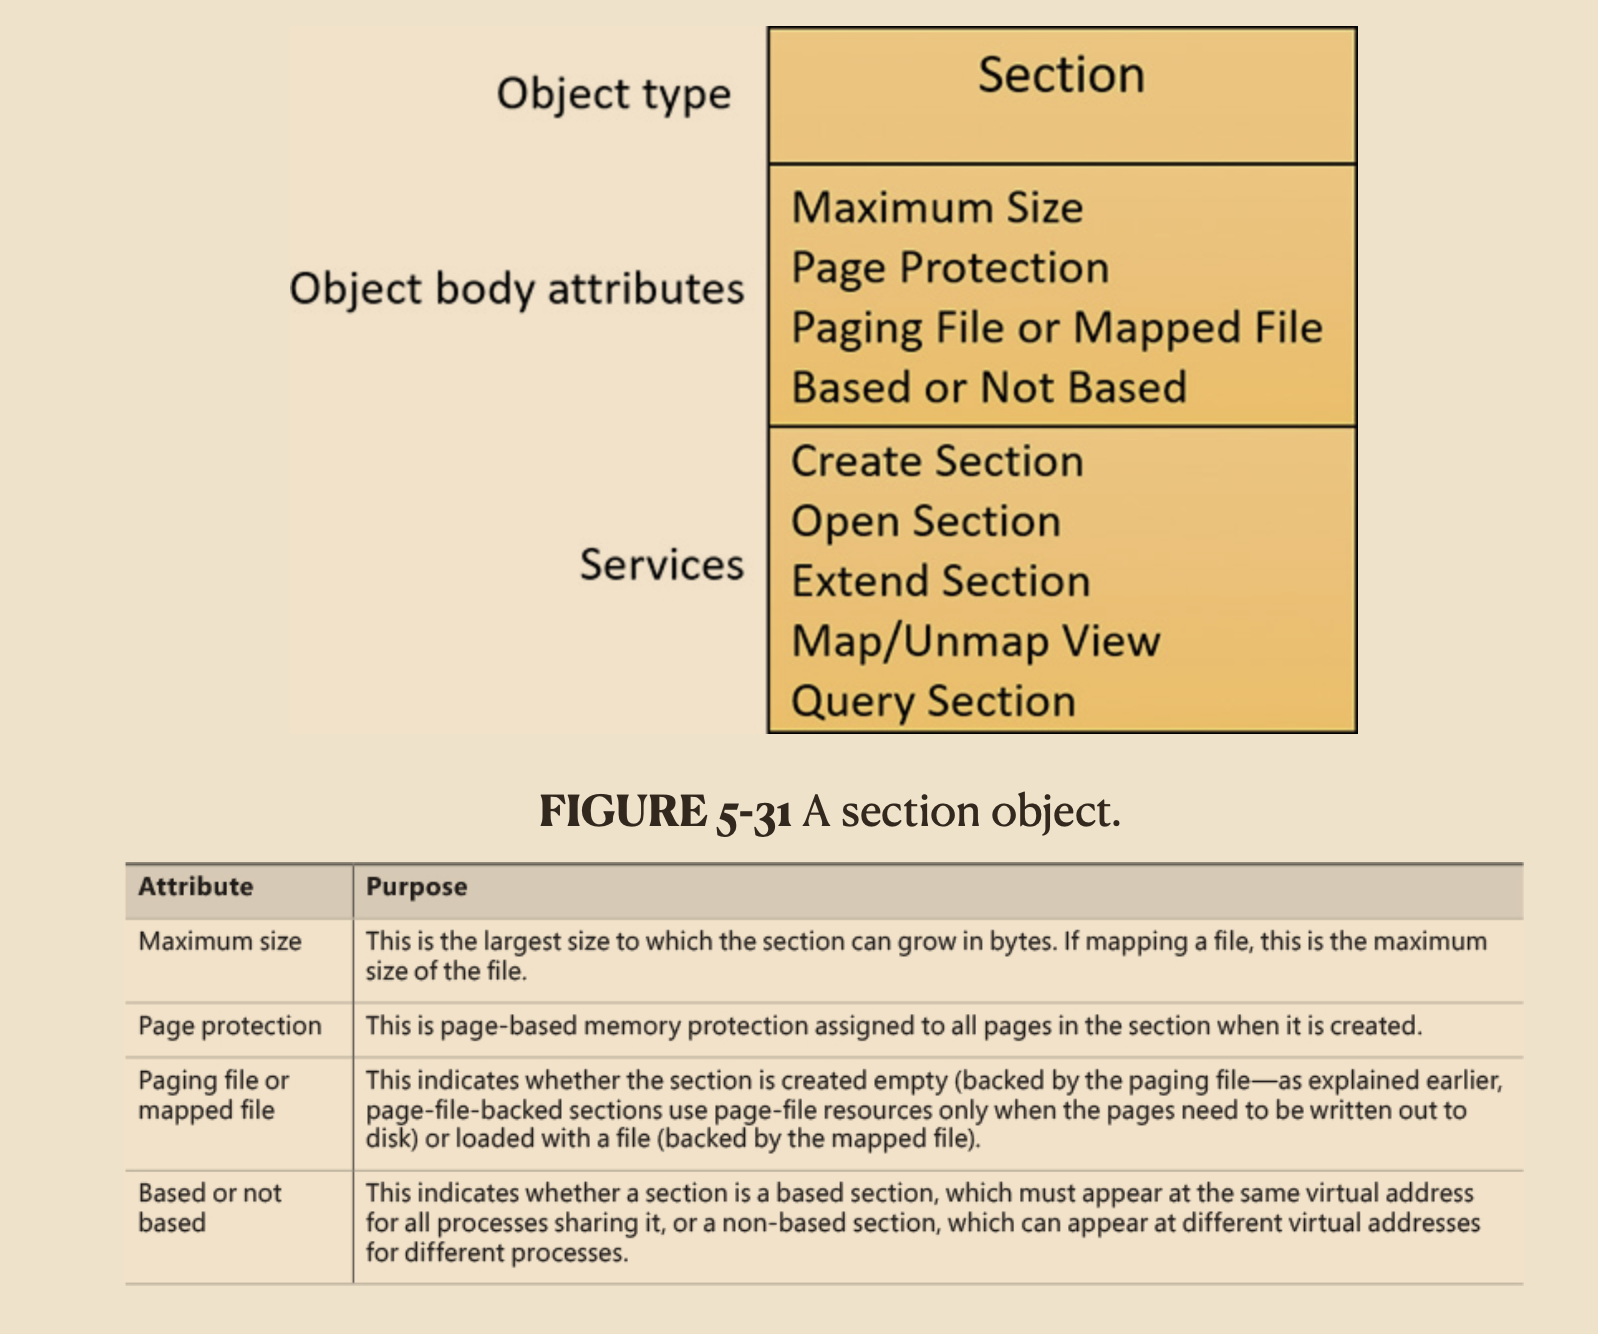 Object type
Section
Object body attributes
Maximum Size
Page Protection
Paging File or Mapped File
Based or Not Based
Services
Create Section
Open Section
Extend Section
Map/Unmap View
Query Section
FIGURE 5-31 A section object.
Attribute
Purpose
Maximum size
This is the largest size to which the section can grow in bytes. If mapping a file, this is the maximum
size of the file.
Page protection
This is page-based memory protection assigned to all pages in the section when it is created.
Paging file or
mapped file
This indicates whether the section is created empty (backed by the paging file—as explained earlier,
page-file-backed sections use page-file resources only when the pages need to be written out to
disk) or loaded with a file (backed by the mapped file).
Based or not
based
This indicates whether a section is a based section, which must appear at the same virtual address
for all processes sharing it, or a non-based section, which can appear at different virtual addresses
for different processes.